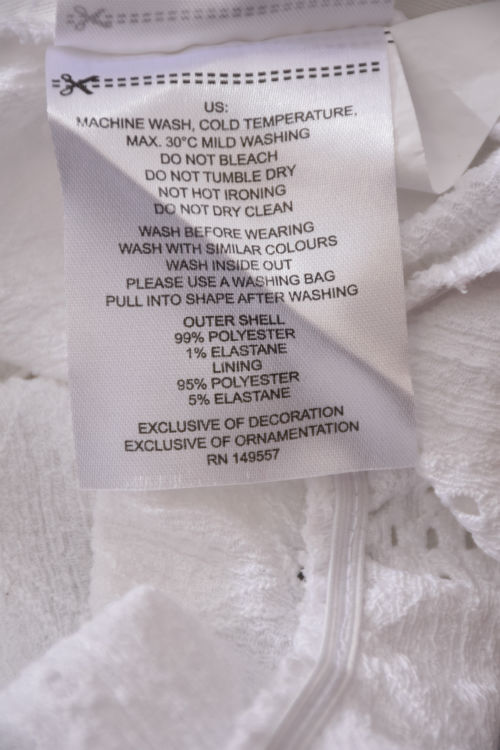 US:
MACHINE WASH, COLD TEMPERATURE,
MAX. 30°C MILD WASHING
DO NOT BLEACH
DO NOT TUMBLE DRY
NOT HOT IRONING
DO NOT DRY CLEAN
WASH BEFORE WEARING
WASH WITH SIMILAR COLOURS
WASH INSIDE OUT
PLEASE USE A WASHING BAG
PULL INTO SHAPE AFTER WASHING
OUTER SHELL
99% POLYESTER
1% ELASTANE
LINING
95% POLYESTER
5% ELASTANE
EXCLUSIVE OF DECORATION
EXCLUSIVE OF ORNAMENTATION
RN 149557